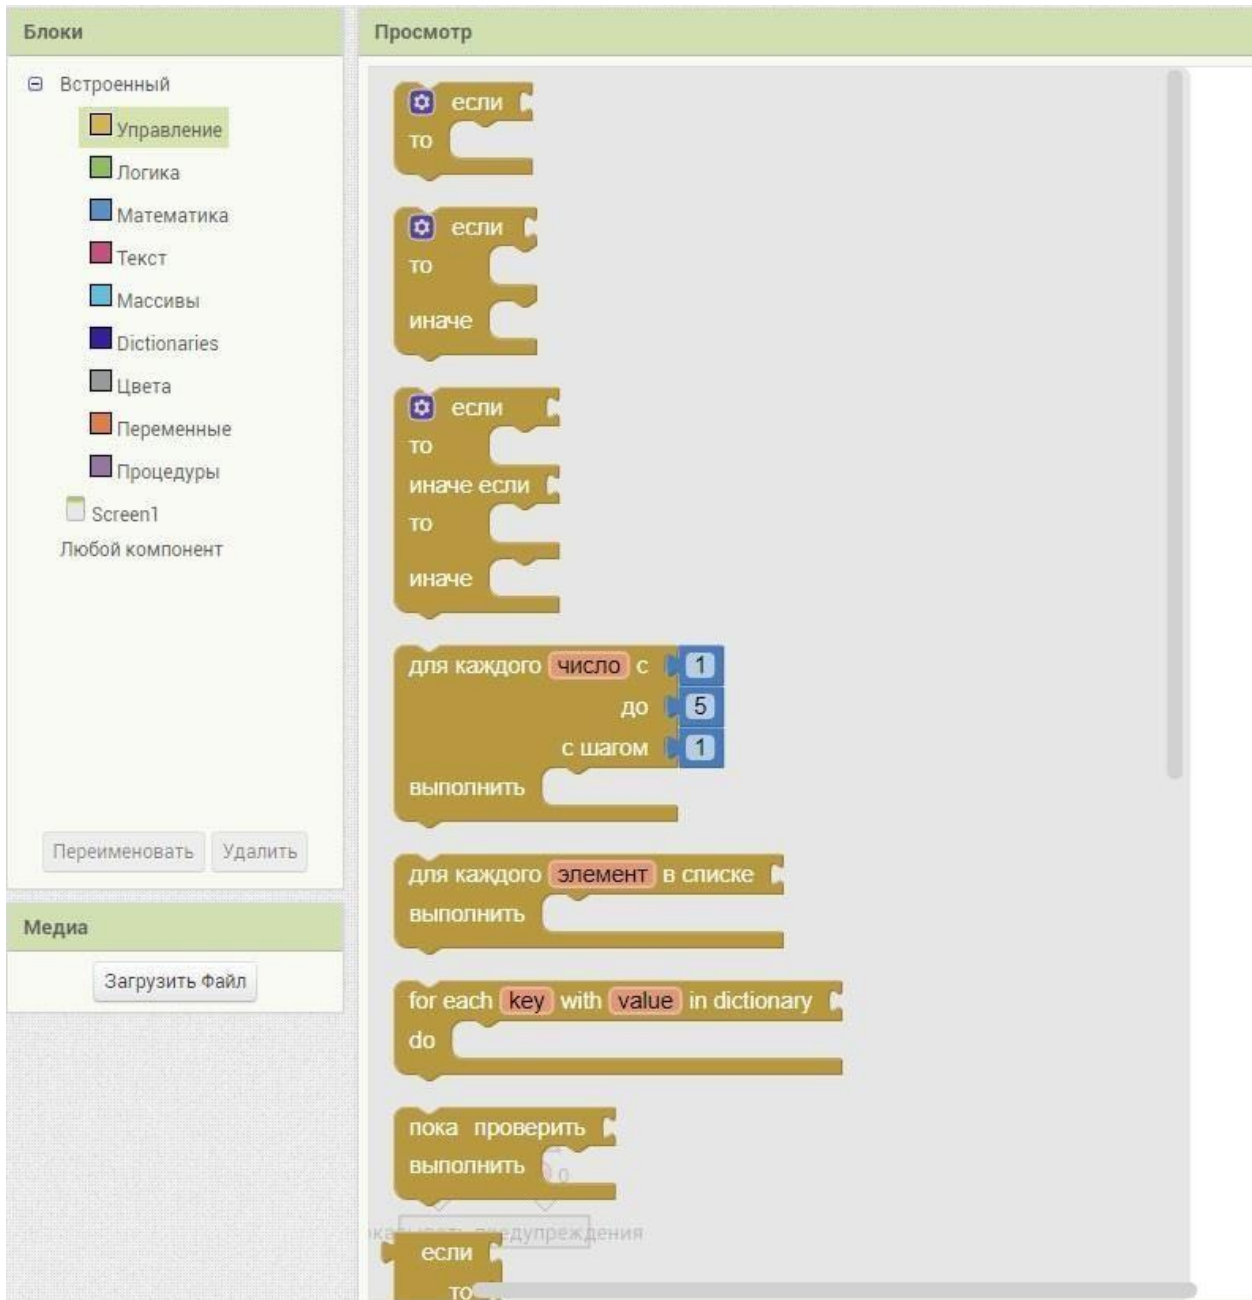 Блоки
Встроенный
Управление
Логика
Математика
Текст
Массивы
Dictionaries
Цвета
Переменные
Процедуры
Screen1
Любой компонент
Переименовать Удалить
Медиа
Загрузить Файл
Просмотр
если
то
если
то
иначе
если
то
иначе если
то
иначе
для каждого число с 1
до 5
с шагом 1
выполнить
для каждого элемент в списке
выполнить
for each key with value in dictionary
do
пока проверить
выполнить
0
предупреждения
если
то